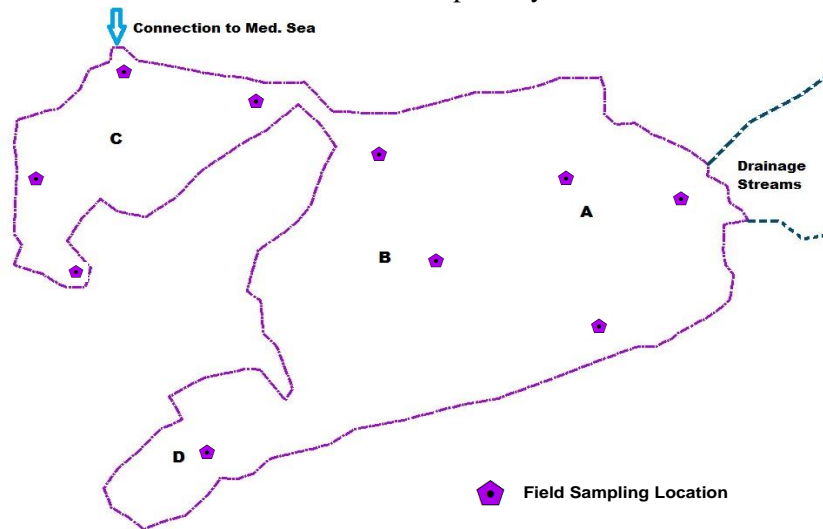 Connection to Med. Sea
C
Drainage
Streams
A
B
D
Field Sampling Location